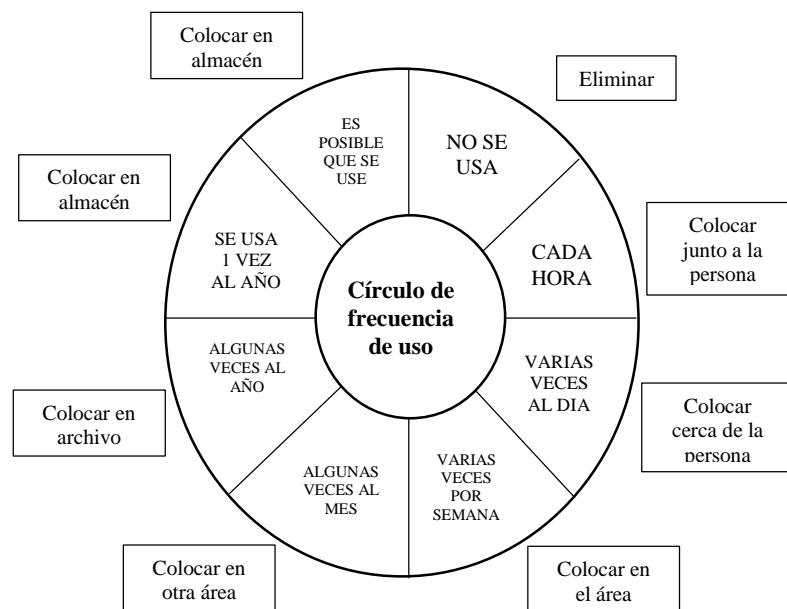 Colocar en
almacén
Eliminar
ES
POSIBLE
QUE SE
USE
NO SE
USA
Colocar en
almacén
SE USA
1 VEZ
AL AÑO
CADA
HORA
Colocar
junto a la
persona
Círculo de
frecuencia
de uso
ALGUNAS
VECES AL
AÑO
VARIAS
VECES
AL DIA
Colocar en
archivo
Colocar
cerca de la
persona
ALGUNAS
VECES AL
MES
VARIAS
VECES
POR
SEMANA
Colocar en
otra área
Colocar en
el área